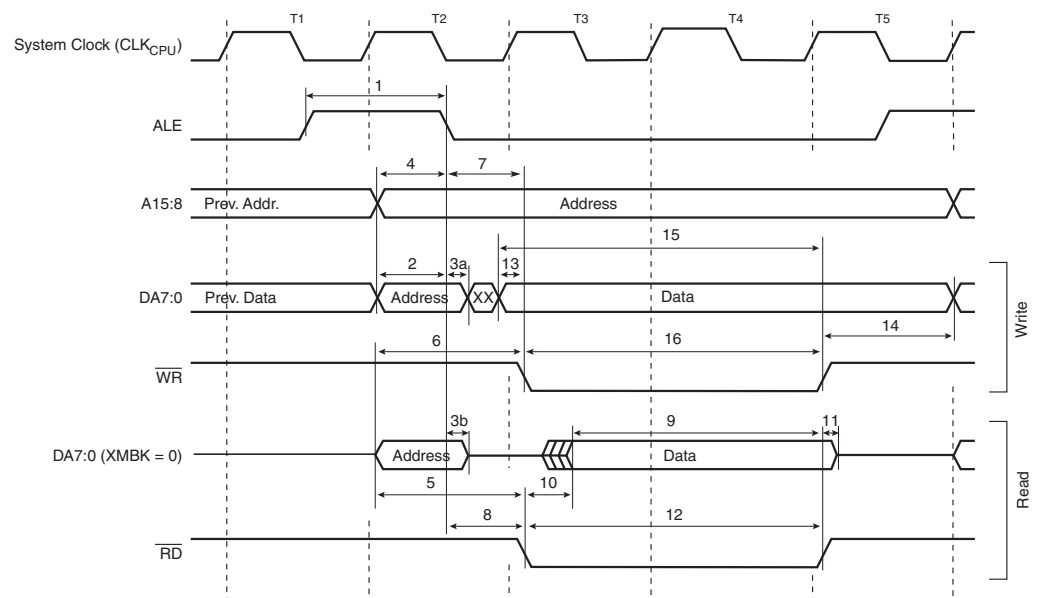 T1 T2 T3 T4 T5
System Clock (CLKCPU)
1
ALE
4 7
A15:8 Prev. Addr. Address
15
2 3a 13
DA7:0 Prev. Data Address XX Data
14
6 16
WR
Write
3b 9 11
DA7:0 (XMBK = 0) Address Data
5 10
8 12
RD
Read